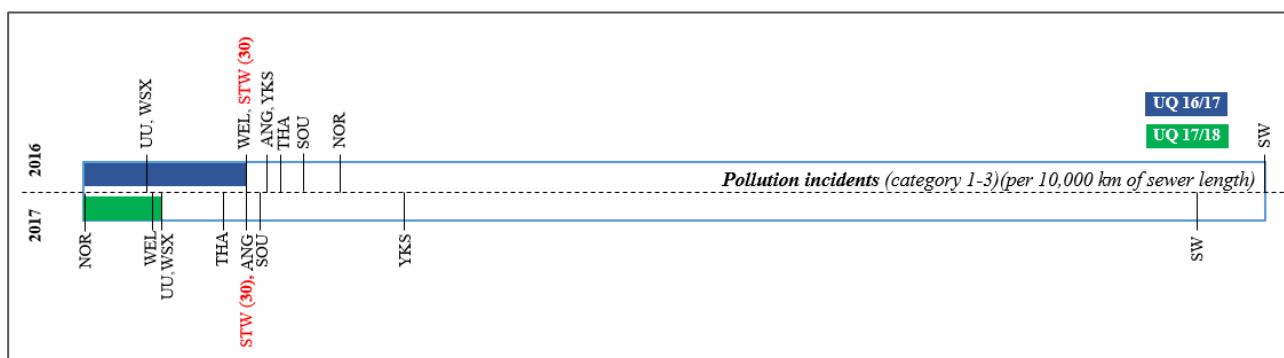 2016
UU, WSX
WEL, STW (30)
ANG, YKS
THA
SOU
NOR
SW
UQ 16/17
UQ 17/18
Pollution incidents (category 1-3)(per 10,000 km of sewer length)
2017
NOR
WEL
UU, WSX
THA
STW (30), ANG
SOU
YKS
SW